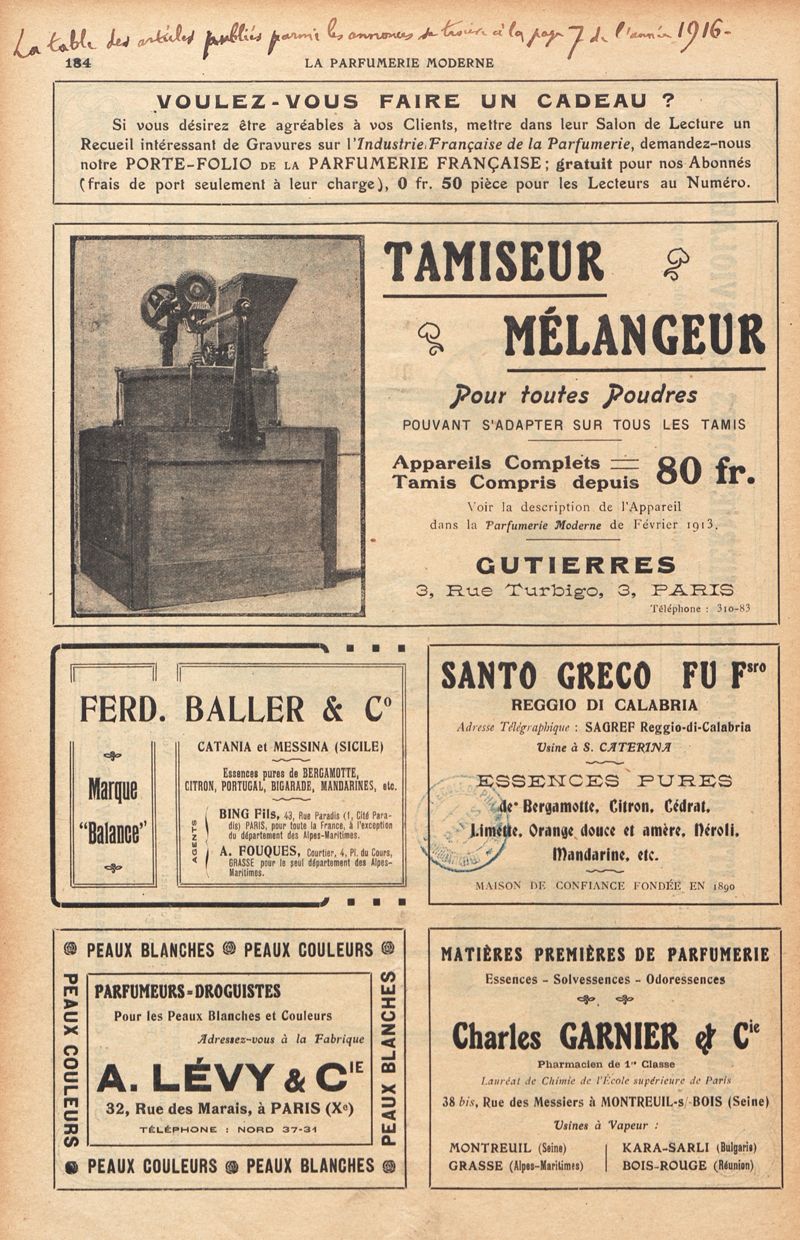 La table des articles publiés parmi les annonces se trouve à la page 7 de l'année 1916-
184
LA PARFUMERIE MODERNE
VOULEZ-VOUS FAIRE UN CADEAU ?
Si vous désirez être agréables à vos Clients, mettre dans leur Salon de Lecture un
Recueil intéressant de Gravures sur l'Industrie Française de la Parfumerie, demandez-nous
notre PORTE-FOLIO DE LA PARFUMERIE FRANÇAISE; gratuit pour nos Abonnés
(frais de port seulement à leur charge), 0 fr. 50 pièce pour les Lecteurs au Numéro.
TAMISEUR
MÉLANGEUR
Pour toutes Poudres
POUVANT S'ADAPTER SUR TOUS LES TAMIS
Appareils Complets
Tamis Compris depuis 80 fr.
Voir la description de l'Appareil
dans la Parfumerie Moderne de Février 1913.
GUTIERRES
3, Rue Turbigo, 3, PARIS
Téléphone : 310-83
FERD. BALLER & Cº
Marque
"Balance"
CATANIA et MESSINA (SICILE)
Essences pures de BERGAMOTTE,
CITRON, PORTUGAL, BIGARADE, MANDARINES, etc.
AGENTS
BING Fils, 43, Rue Paradis (1, Cité Para-
dis) PARIS, pour toute la France, à l'exception
du département des Alpes-Maritimes.
A. FOUQUES, Courtier, 4, Pl. du Cours,
GRASSE pour le seul département des Alpes-
Maritimes.
SANTO GRECO FU Fsro
REGGIO DI CALABRIA
Adresse Télégraphique : SAGREF Reggio-di-Calabria
Usine à S. CATERINA
ESSENCES PURES
de Bergamotte, Citron, Cédrat,
Limette, Orange douce et amère, Néroli,
Mandarine, etc.
MAISON DE CONFIANCE FONDÉE EN 1890
PEAUX BLANCHES PEAUX COULEURS
PEAUX COULEURS
PARFUMEURS-DROGUISTES
Pour les Peaux Blanches et Couleurs
Adressez-vous à la Fabrique
A. LÉVY & CIE
32, Rue des Marais, à PARIS (Xe)
TÉLÉPHONE : NORD 37-31
PEAUX BLANCHES
PEAUX COULEURS PEAUX BLANCHES
MATIÈRES PREMIÈRES DE PARFUMERIE
Essences - Solvessences - Odoressences
Charles GARNIER & Cie
Pharmacien de 1re Classe
Lauréat de Chimie de l'École supérieure de Paris
38 bis, Rue des Messiers à MONTREUIL-s/-BOIS (Seine)
Usines à Vapeur :
MONTREUIL (Seine)
GRASSE (Alpes-Maritimes)
KARA-SARLI (Bulgarie)
BOIS-ROUGE (Réunion)